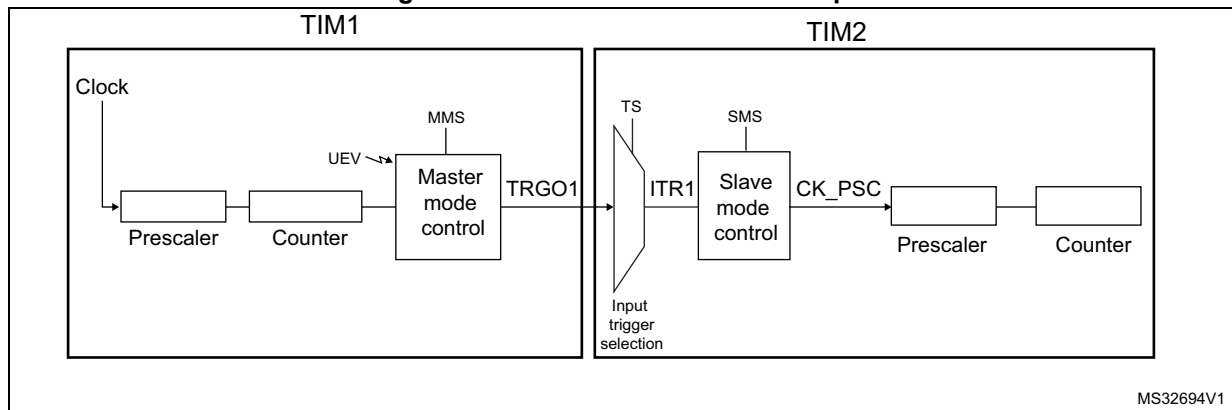 TIM1
TIM2
Clock
MMS
UEV
Master
mode
control
TRGO1
Prescaler
Counter
TS
ITR1
SMS
Slave
mode
control
CK_PSC
Input
trigger
selection
Prescaler
Counter
MS32694V1